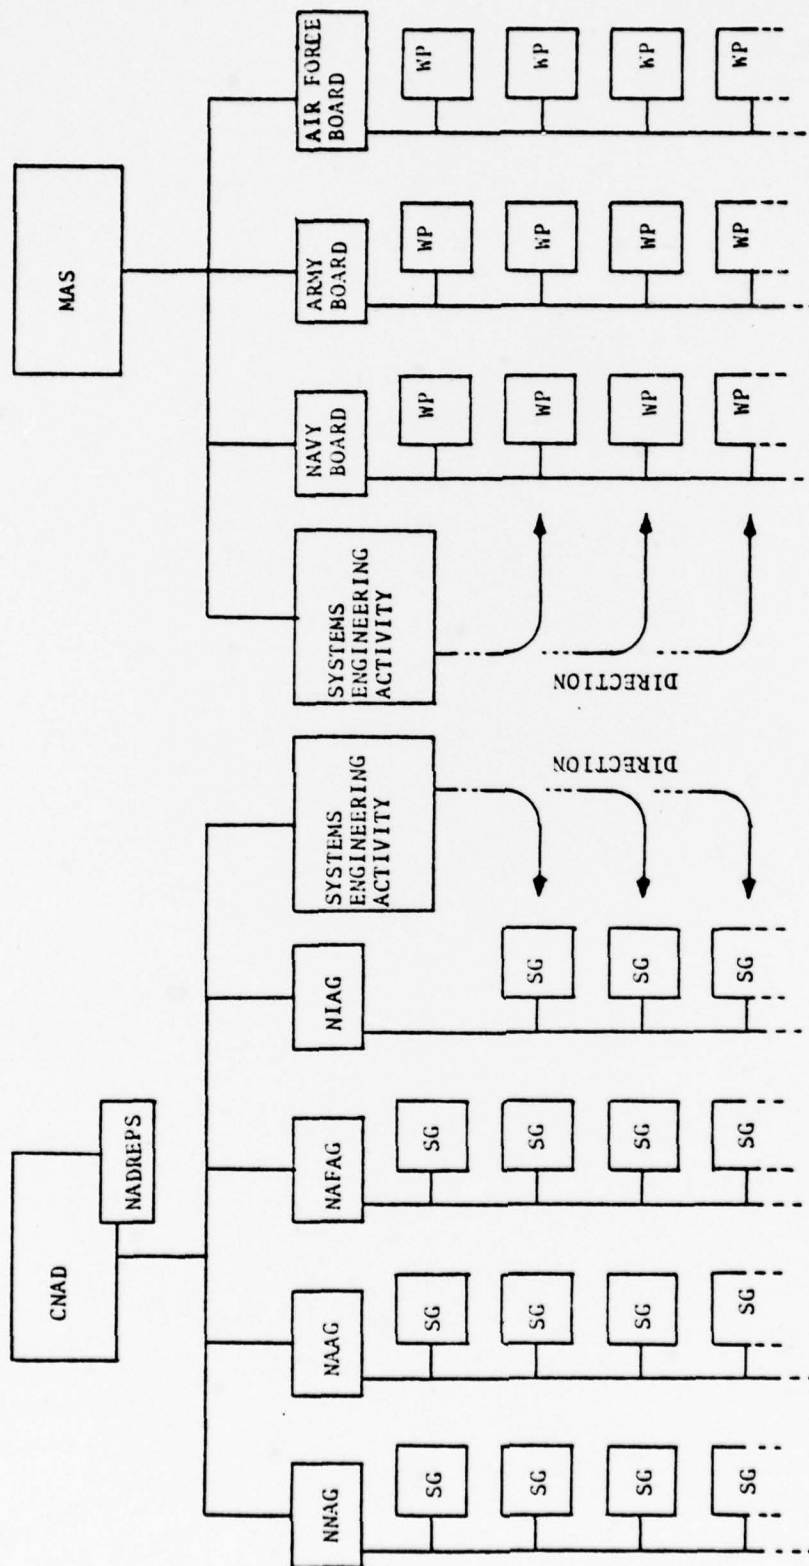 CNAD
NADREPS
MAS
NNAG
NAAG
NAFAG
NIAG
SYSTEMS
ENGINEERING
ACTIVITY
SYSTEMS
ENGINEERING
ACTIVITY
NAVY
BOARD
ARMY
BOARD
AIR FORCE
BOARD
SG
SG
SG
WP
WP
WP
SG
SG
SG
SG
WP
WP
WP
DIRECTION
DIRECTION
SG
SG
SG
SG
WP
WP
WP
SG
SG
SG
SG
WP
WP
WP